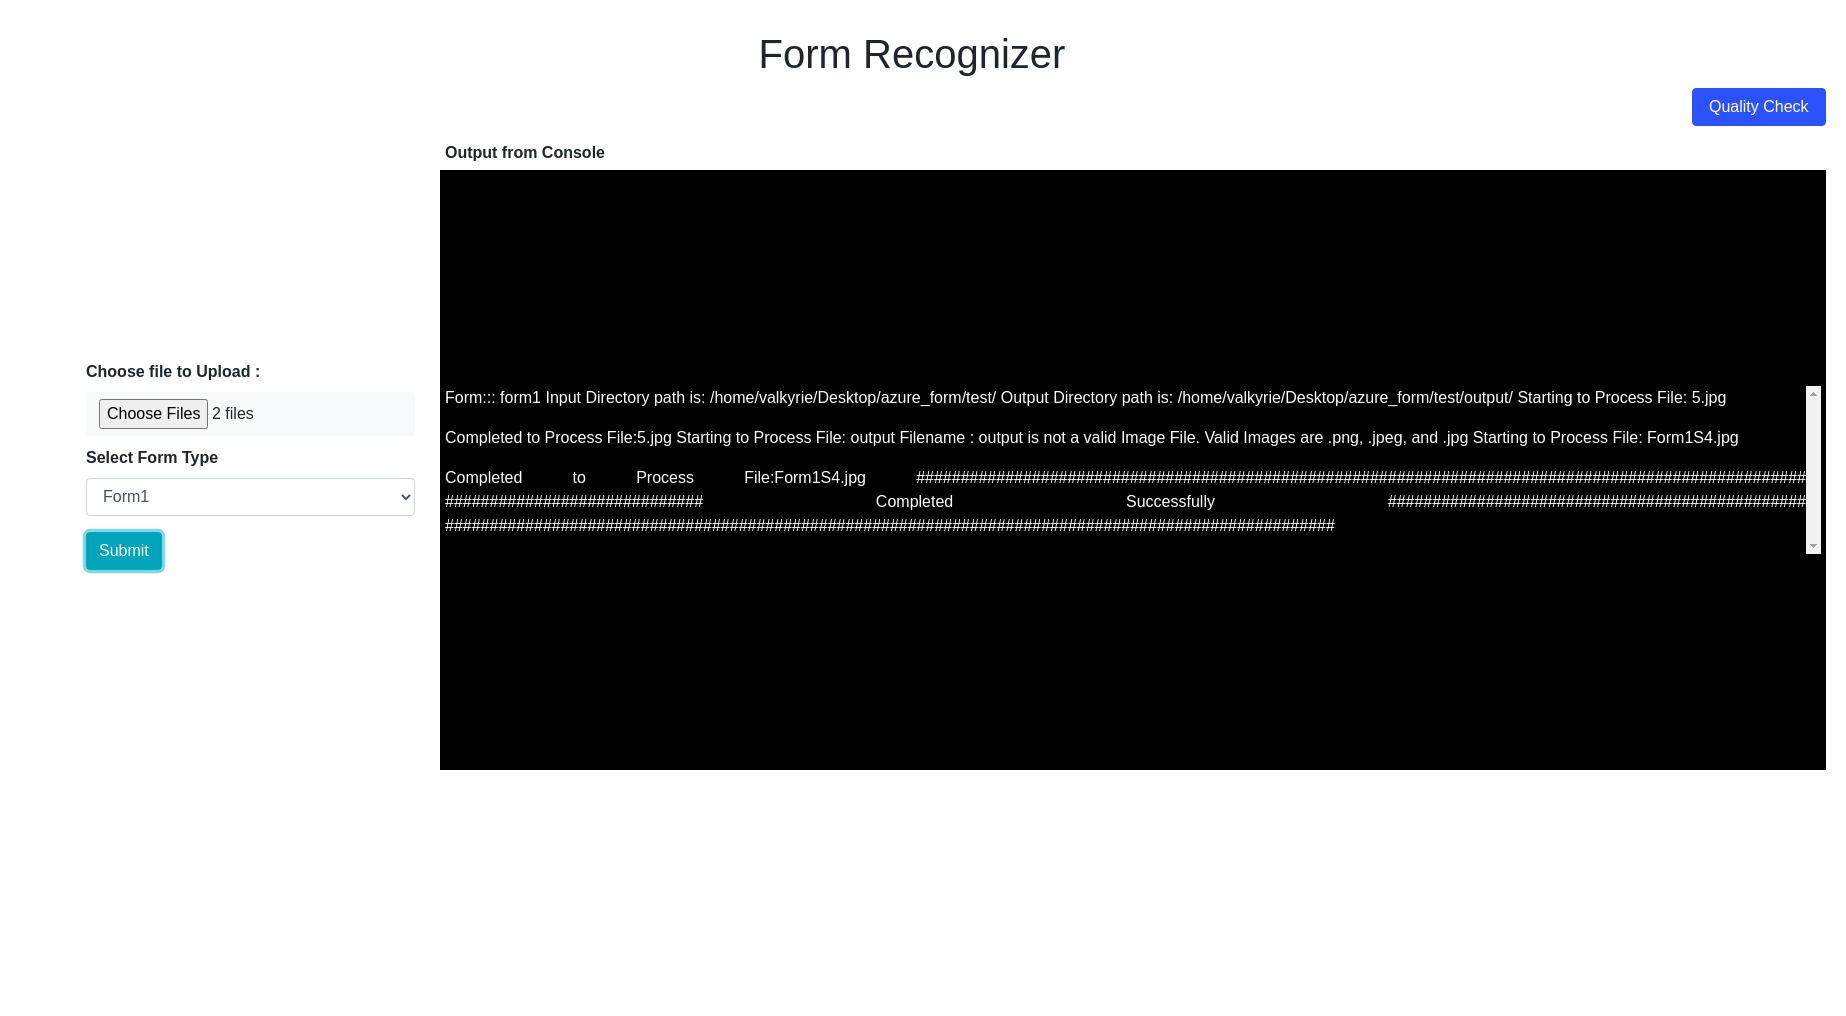 Form Recognizer
Quality Check
Output from Console
Choose file to Upload :
Choose Files 2 files
Select Form Type
Form1
Submit
Form::: form1 Input Directory path is: /home/valkyrie/Desktop/azure_form/test/ Output Directory path is: /home/valkyrie/Desktop/azure_form/test/output/ Starting to Process File: 5.jpg
Completed to Process File:5.jpg Starting to Process File: output Filename : output is not a valid Image File. Valid Images are .png, .jpeg, and .jpg Starting to Process File: Form1S4.jpg
Completed to Process File:Form1S4.jpg ####################################################################################################
############################# Completed Successfully ###############################################
####################################################################################################